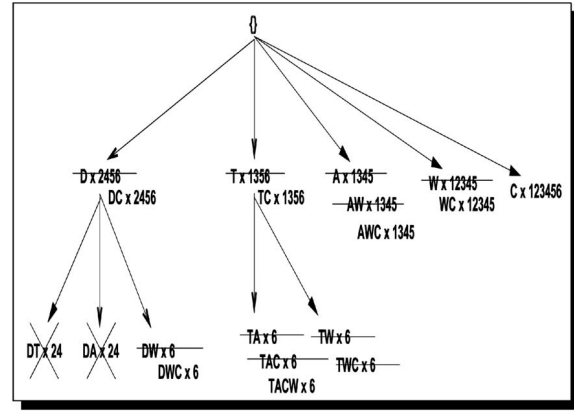 {}
D x 2456
DC x 2456
T x 1356
TC x 1356
A x 1345
AW x 1345
AWC x 1345
W x 12345
WC x 12345
C x 123456
DT x 24
DA x 24
DW x 6
DWC x 6
TA x 6
TAC x 6
TACW x 6
TW x 6
TWC x 6